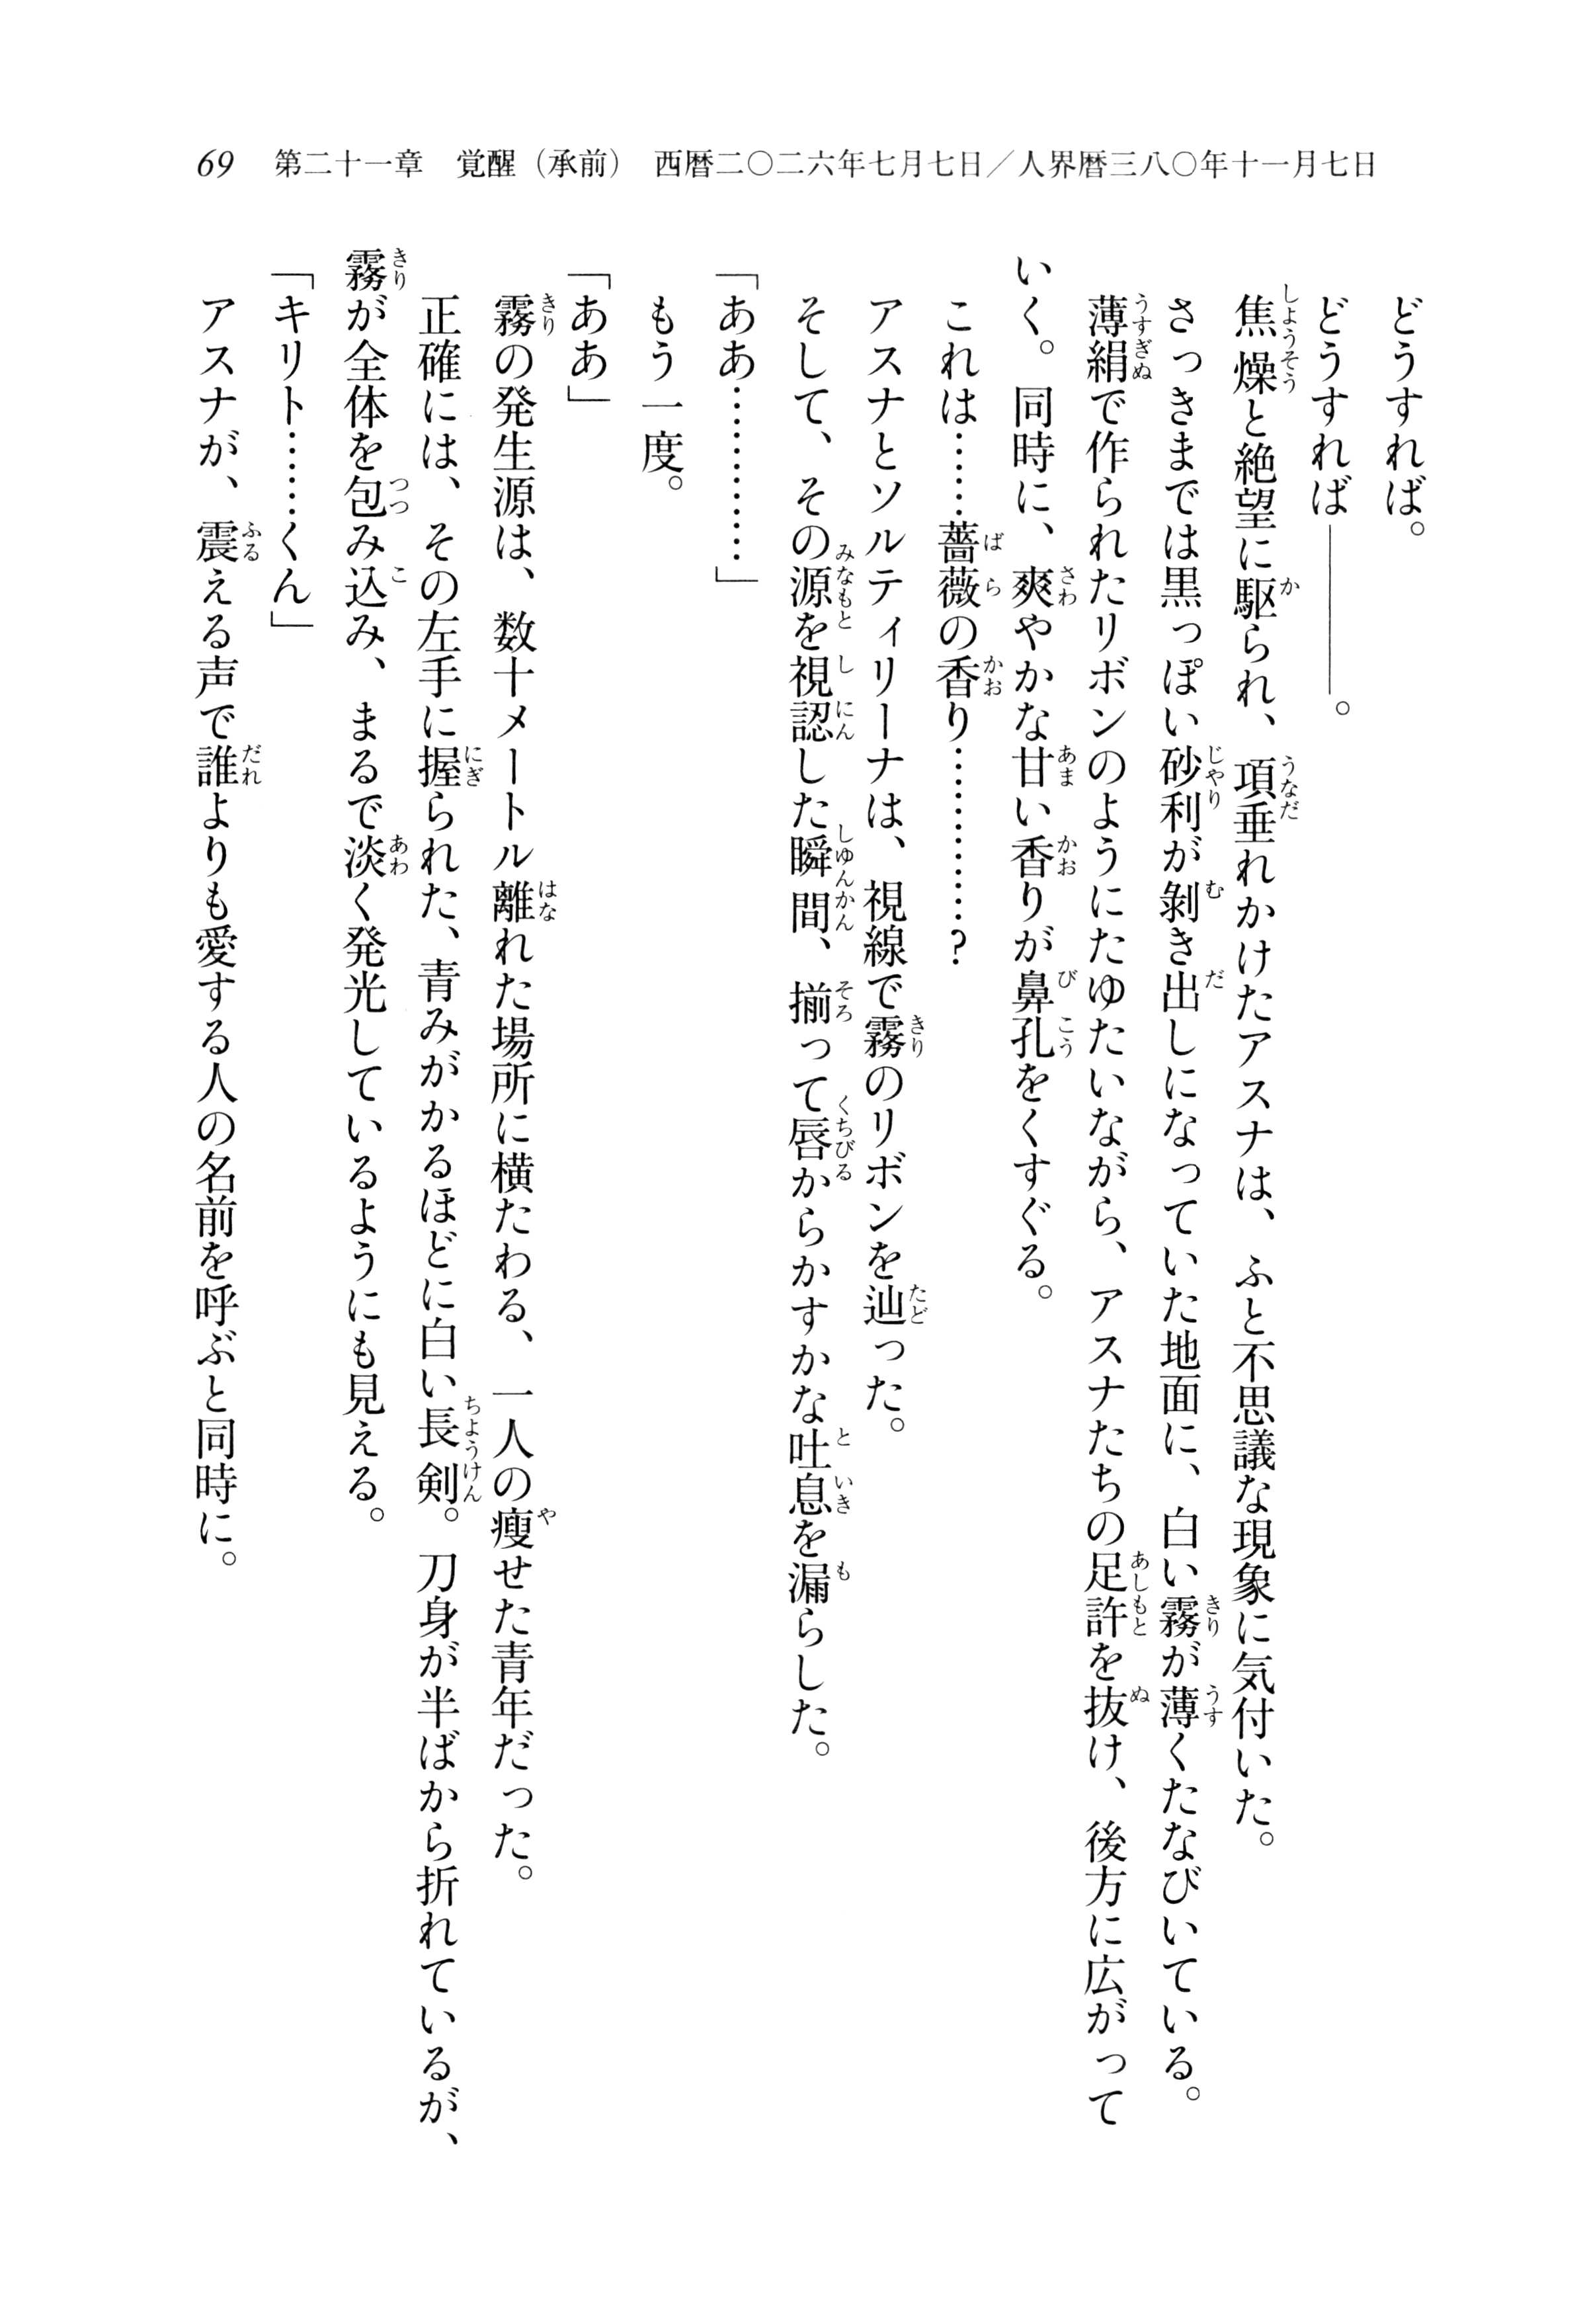 69　第二十一章　覚醒（承前）　西暦二〇二六年七月七日／人界暦三八〇年十一月七日
　どうすれば。
　どうすれば――――。
　焦燥と絶望に駆られ、項垂れかけたアスナは、ふと不思議な現象に気付いた。
　さっきまでは黒っぽい砂利が剝き出しになっていた地面に、白い霧が薄くたなびいている。
　薄絹で作られたリボンのようにたゆたいながら、アスナたちの足許を抜け、後方に広がって
いく。同時に、爽やかな甘い香りが鼻孔をくすぐる。
　これは……薔薇の香り…………？
　アスナとソルティリーナは、視線で霧のリボンを辿った。
　そして、その源を視認した瞬間、揃って唇からかすかな吐息を漏らした。
「ああ…………」
　もう一度。
「ああ」
　霧の発生源は、数十メートル離れた場所に横たわる、一人の瘦せた青年だった。
　正確には、その左手に握られた、青みがかるほどに白い長剣。刀身が半ばから折れているが、
霧が全体を包み込み、まるで淡く発光しているようにも見える。
「キリト……くん」
　アスナが、震える声で誰よりも愛する人の名前を呼ぶと同時に。